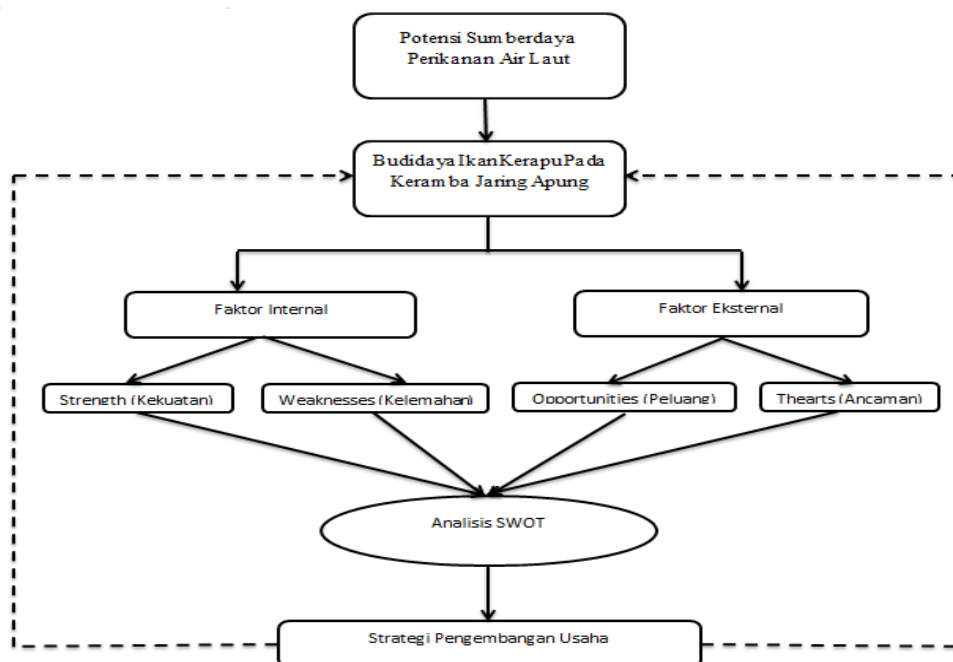 Potensi Sumberdaya
Perikanan Air Laut
Budidaya Ikan Kerapu Pada
Keramba Jaring Apung
Faktor Internal
Faktor Eksternal
Strength (Kekuatan)
Weaknesses (Kelemahan)
Opportunities (Peluang)
Thearts (Ancaman)
Analisis SWOT
Strategi Pengembangan Usaha